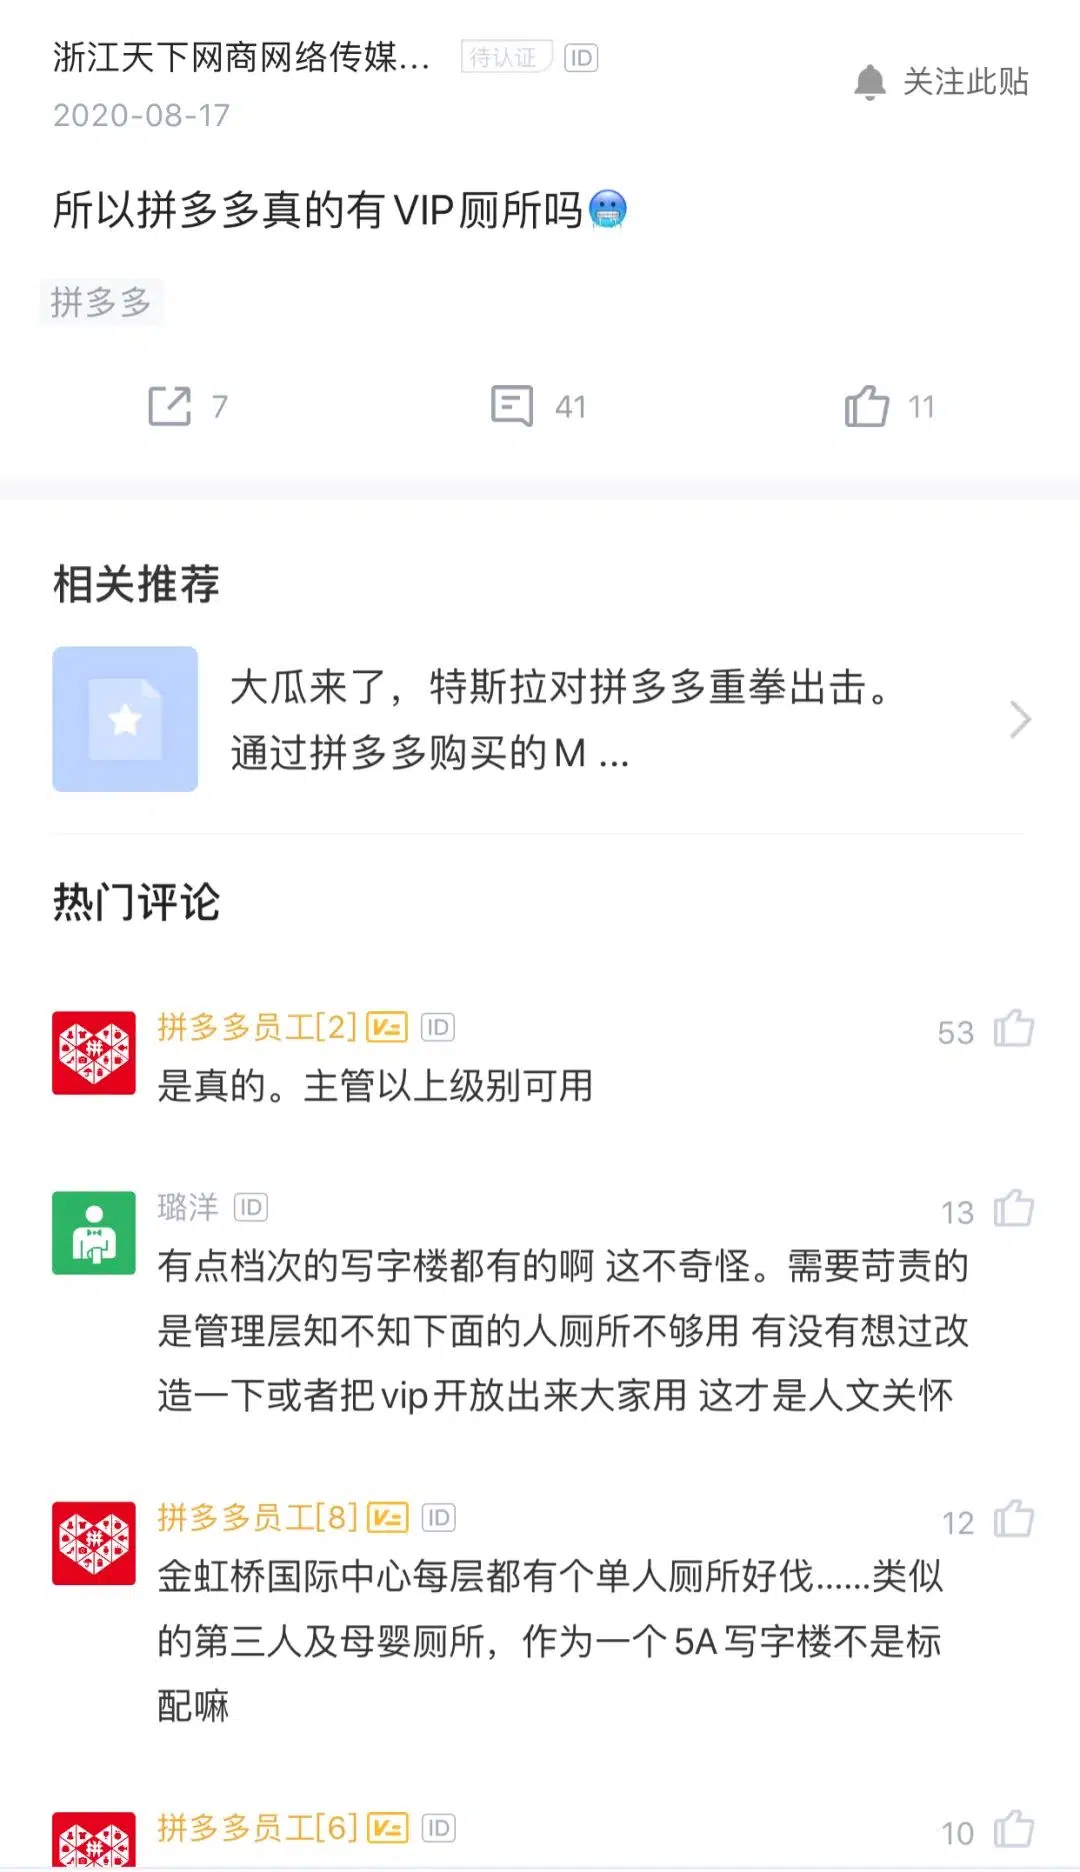 浙江天下网商网络传媒... 待认证 ID
关注此贴
2020-08-17
所以拼多多真的有VIP厕所吗🥶
拼多多
7 41 11
相关推荐
大瓜来了，特斯拉对拼多多重拳出击。
通过拼多多购买的M ...
热门评论
拼多多员工[2] V= ID 53
是真的。主管以上级别可用
璐洋 ID 13
有点档次的写字楼都有的啊 这不奇怪。需要苛责的
是管理层知不知下面的人厕所不够用 有没有想过改
造一下或者把vip开放出来大家用 这才是人文关怀
拼多多员工[8] V= ID 12
金虹桥国际中心每层都有个单人厕所好伐......类似
的第三人及母婴厕所，作为一个5A写字楼不是标
配嘛
拼多多员工[6] V= ID 10